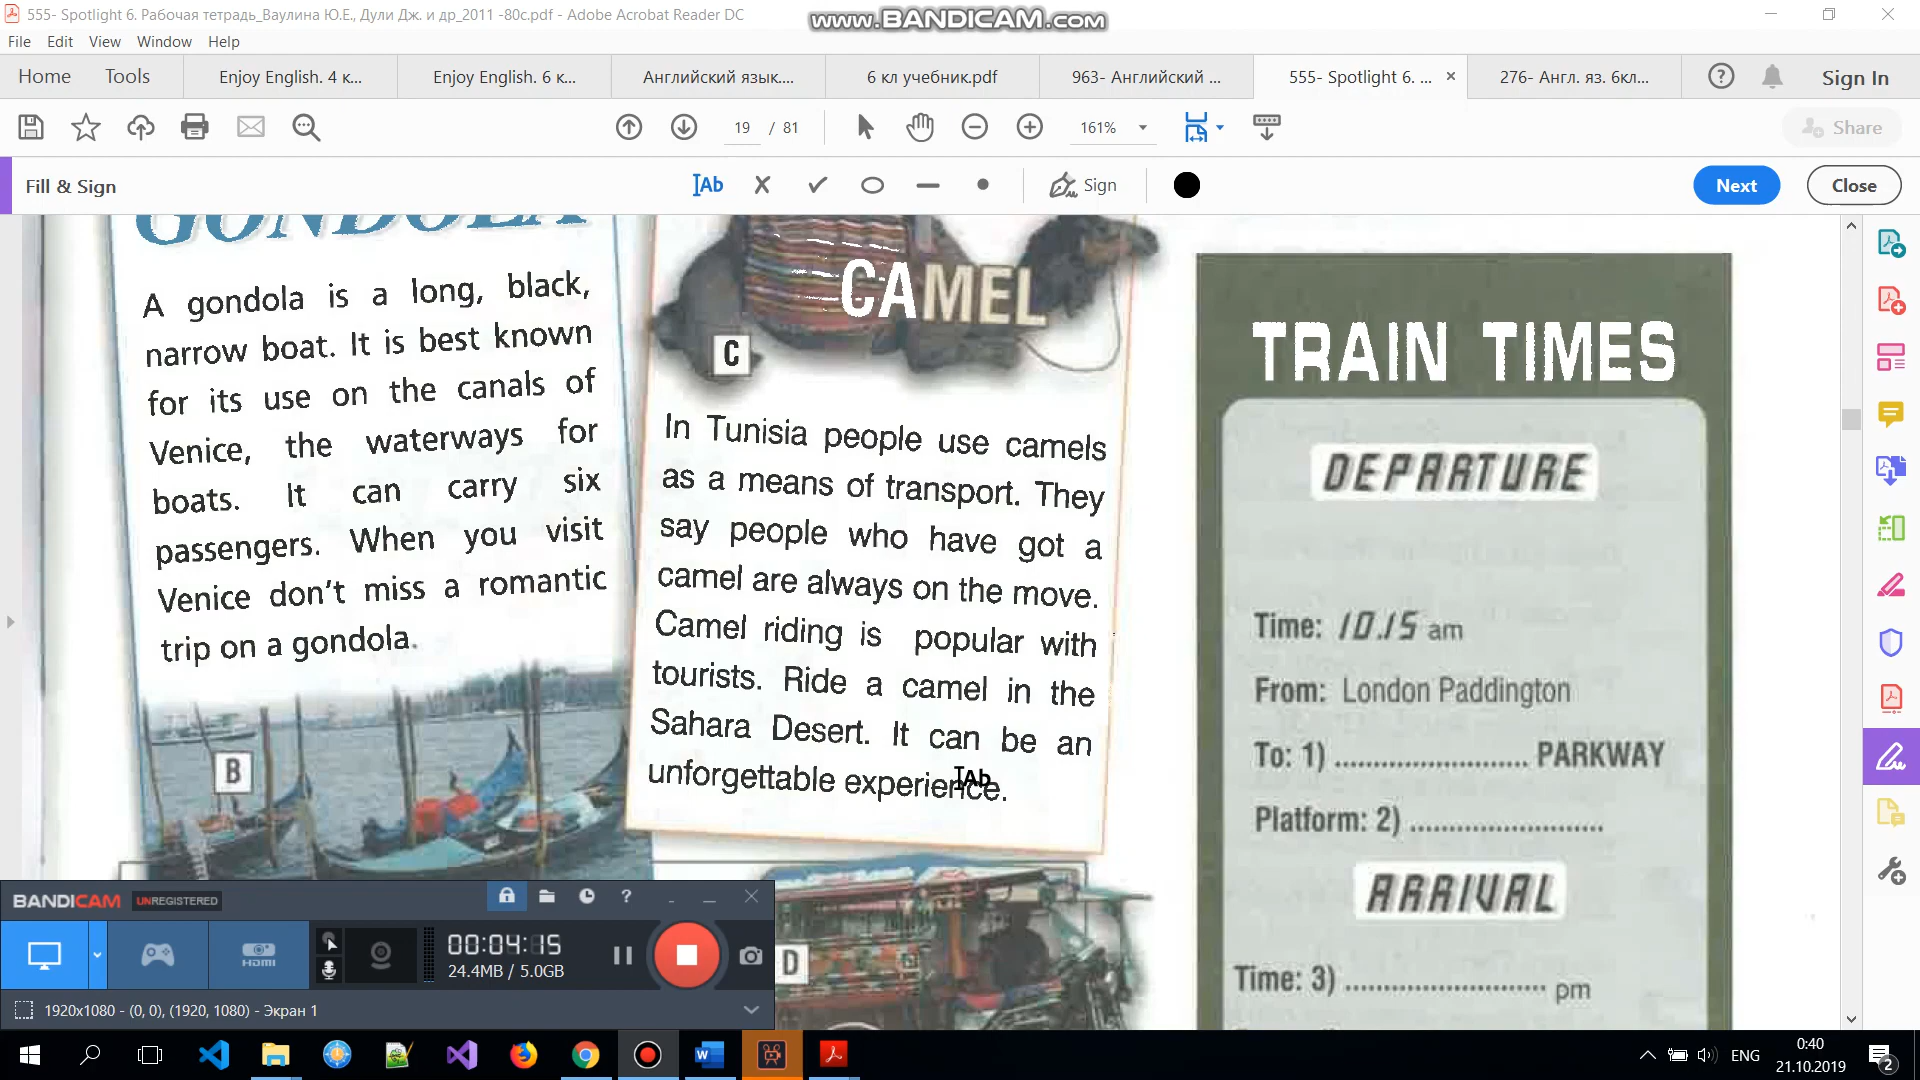 555- Spotlight 6. Рабочая тетрадь_Ваулина Ю.Е., Дули Дж. и др_2011 -80с.pdf - Adobe Acrobat Reader DC
www.BANDICAM.com
File Edit View Window Help
Home Tools Enjoy English. 4 к... Enjoy English. 6 к... Английский язык.... 6 кл учебник.pdf 963- Английский ... 555- Spotlight 6. ... 276- Англ. яз. 6кл... Sign In
19 / 81 161% Share
Fill & Sign Ab Sign Next Close
GONDOLA
A gondola is a long, black,
narrow boat. It is best known
for its use on the canals of
Venice, the waterways for
boats. It can carry six
passengers. When you visit
Venice don't miss a romantic
trip on a gondola.
B
CAMEL
C
In Tunisia people use camels
as a means of transport. They
say people who have got a
camel are always on the move.
Camel riding is popular with
tourists. Ride a camel in the
Sahara Desert. It can be an
unforgettable experience.
Ab
D
TRAIN TIMES
DEPARTURE
Time: 10.15 am
From: London Paddington
To: 1) ........................ PARKWAY
Platform: 2) ........................
ARRIVAL
Time: 3) ........................ pm
BANDICAM UNREGISTERED
HDMI
00:04:15
24.4MB / 5.0GB
1920x1080 - (0, 0), (1920, 1080) - Экран 1
ENG
0:40
21.10.2019
2